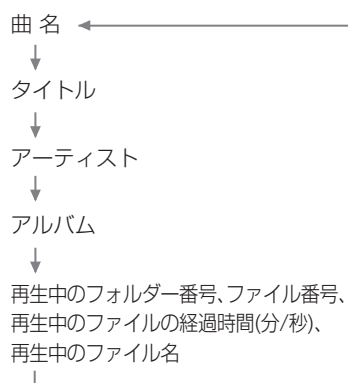 曲 名
タイトル
アーティスト
アルバム
再生中のフォルダー番号、ファイル番号、
再生中のファイルの経過時間(分/秒)、
再生中のファイル名